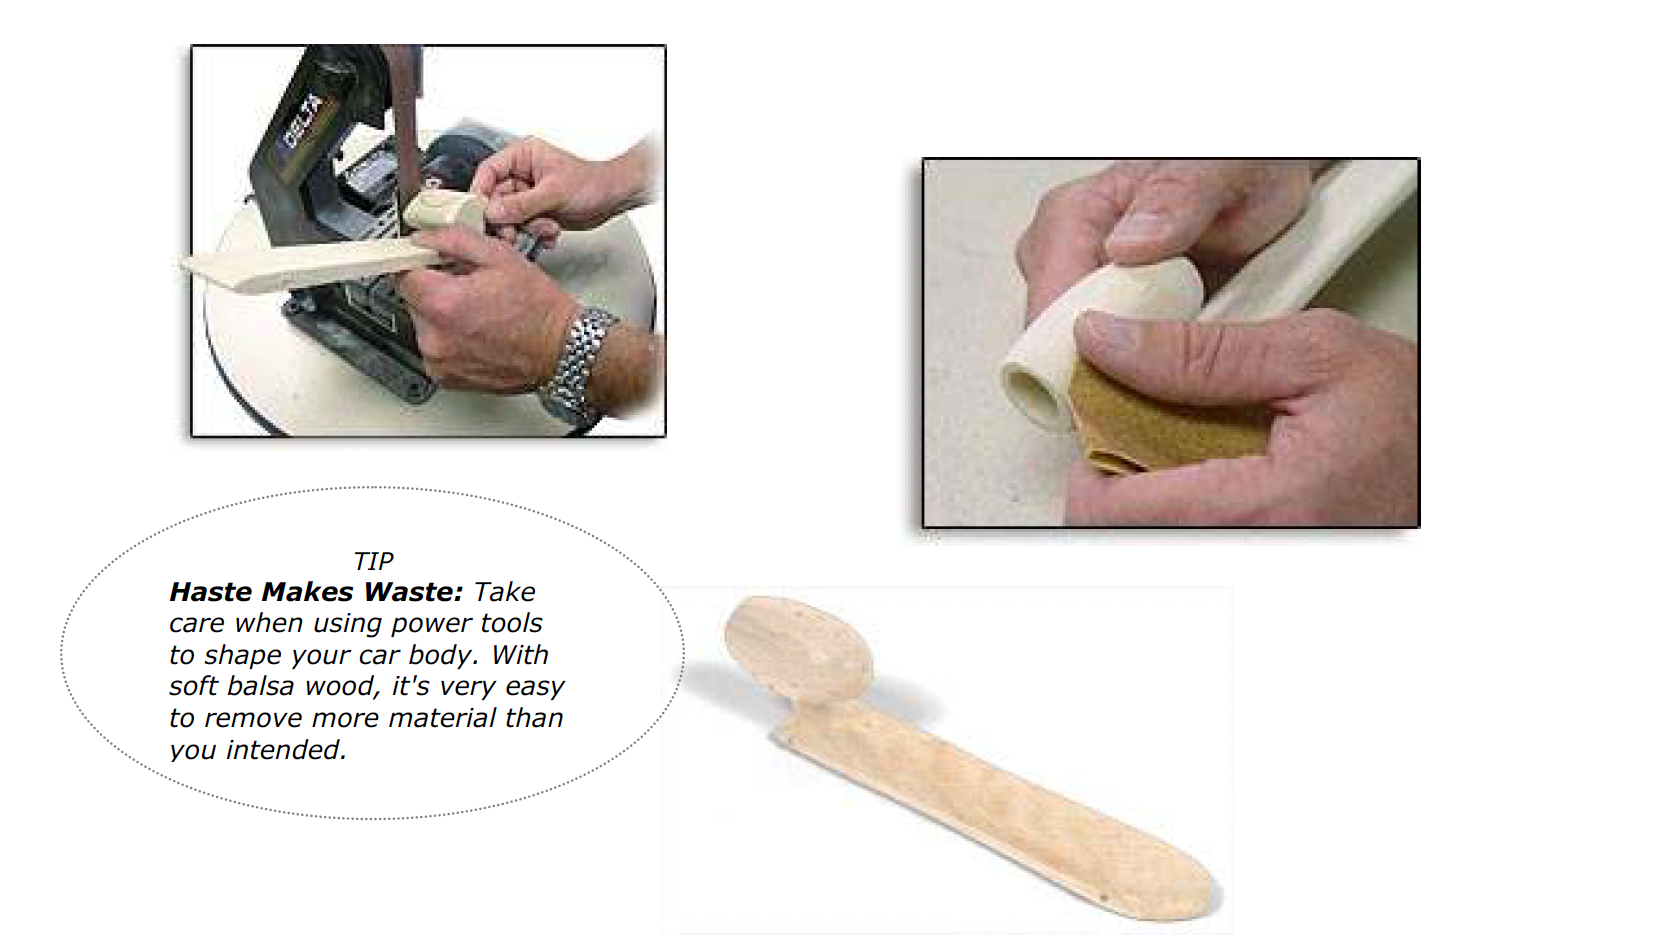 DELTA
TIP
Haste Makes Waste: Take
care when using power tools
to shape your car body. With
soft balsa wood, it's very easy
to remove more material than
you intended.